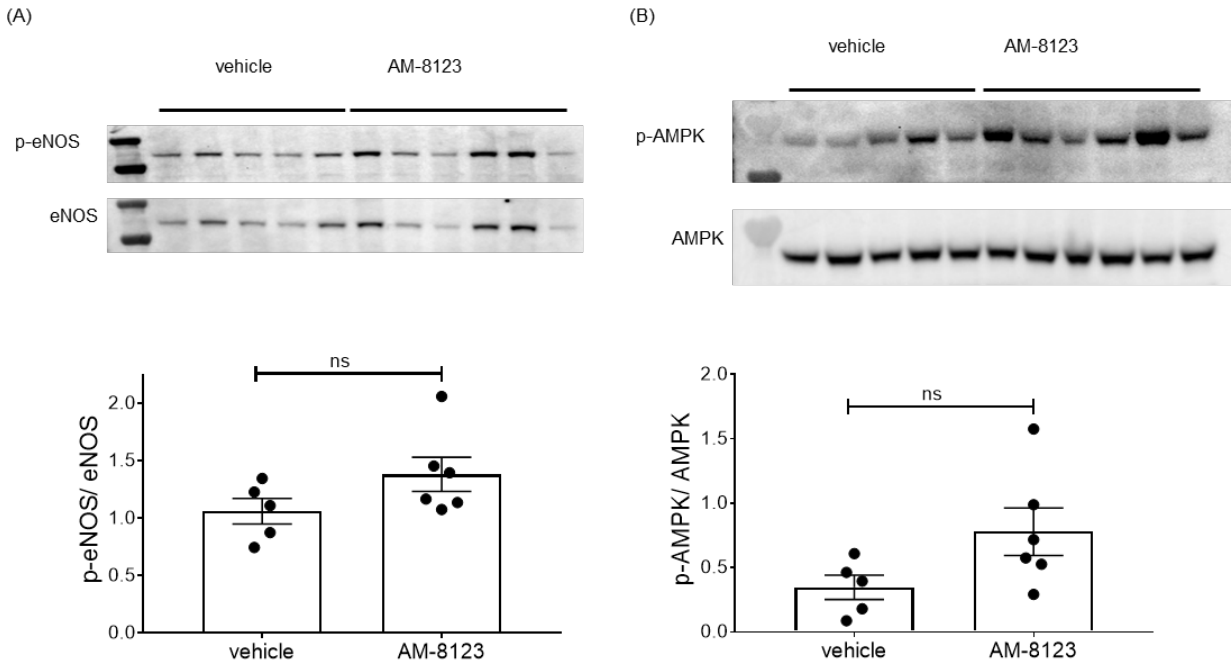 (A)
vehicle AM-8123
p-eNOS
eNOS
ns
p-eNOS/ eNOS
2.0
1.5
1.0
0.5
0.0
vehicle AM-8123
(B)
vehicle AM-8123
p-AMPK
AMPK
ns
p-AMPK/ AMPK
2.0
1.5
1.0
0.5
0.0
vehicle AM-8123